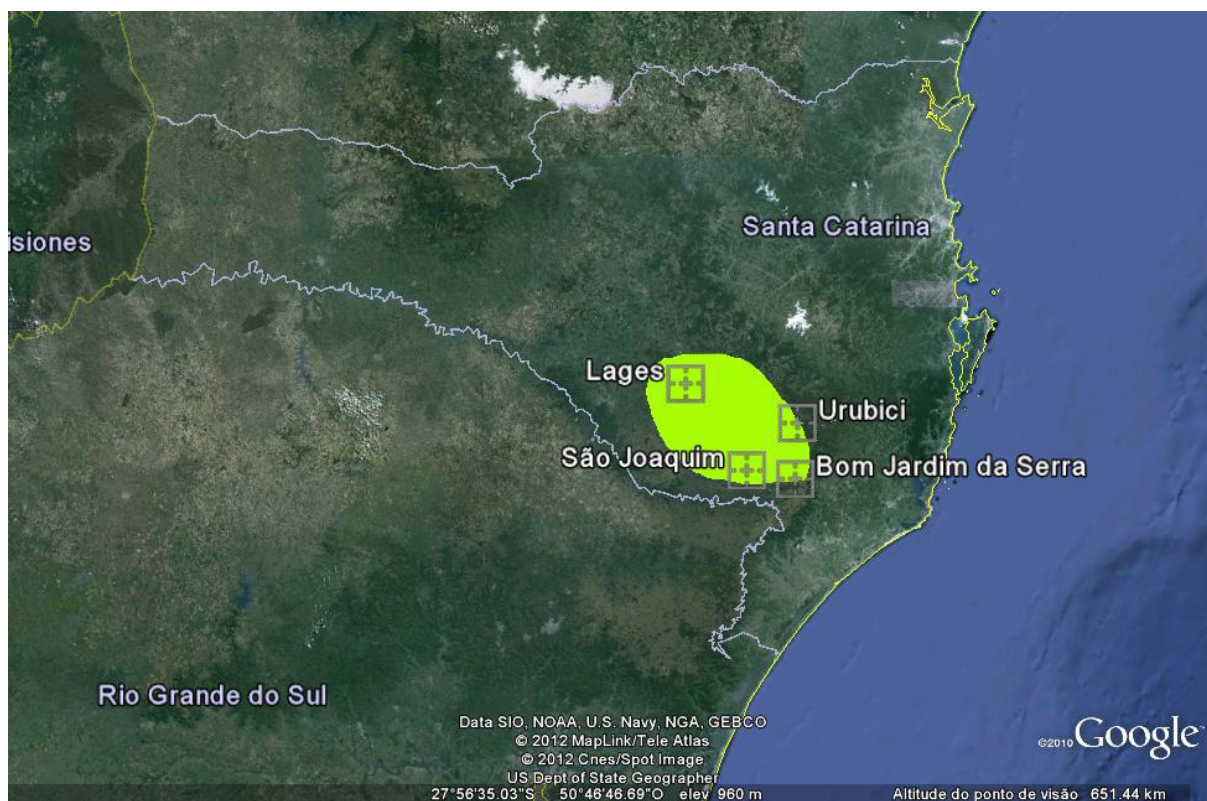 Santa Catarina
isiones
Lages
Urubici
São Joaquim
Bom Jardim da Serra
Rio Grande do Sul
Data SIO, NOAA, U.S. Navy, NGA, GEBCO
© 2012 MapLink/Tele Atlas
© 2012 Cnes/Spot Image
US Dept of State Geographer
©2010 Google
27°56'35.03"S 50°46'46.69"O elev 960 m Altitude do ponto de visão 651.44 km